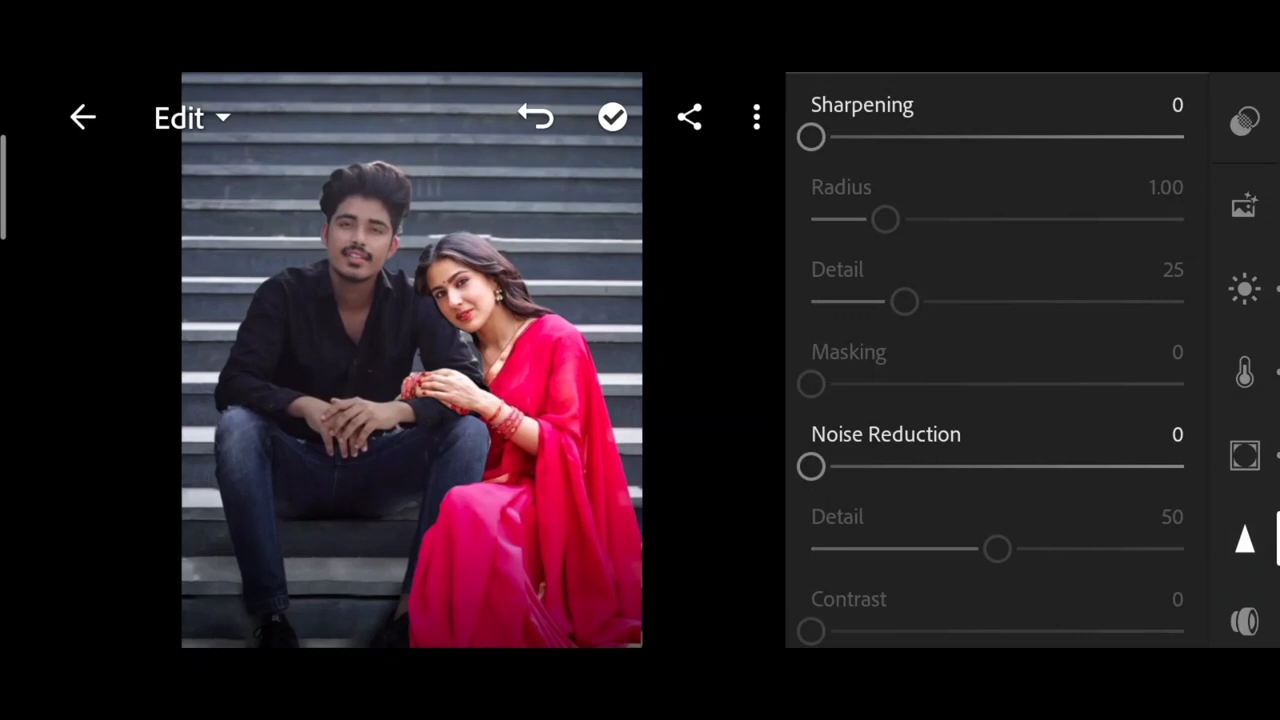 Edit
Sharpening 0
Radius 1.00
Detail 25
Masking 0
Noise Reduction 0
Detail 50
Contrast 0